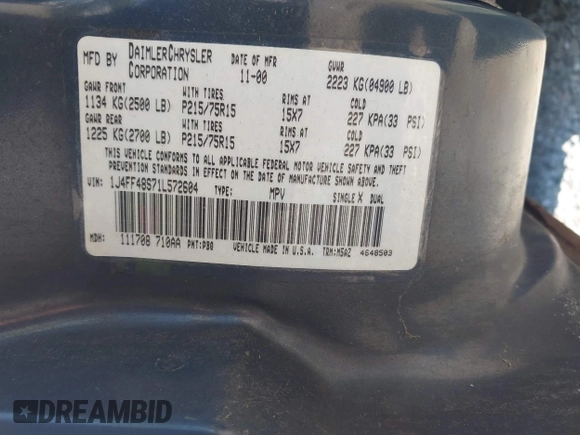 MFD BY DAIMLERCHRYSLER CORPORATION DATE OF MFR 11-00 GVWR 2223 KG(04900 LB)
GAWR FRONT WITH TIRES RIMS AT COLD
1134 KG(2500 LB) P215/75R15 15X7 227 KPA(33 PSI)
GAWR REAR WITH TIRES RIMS AT COLD
1225 KG(2700 LB) P215/75R15 15X7 227 KPA(33 PSI)
THIS VEHICLE CONFORMS TO ALL APPLICABLE FEDERAL MOTOR VEHICLE SAFETY AND THEFT
PREVENTION STANDARDS IN EFFECT ON THE DATE OF MANUFACTURE SHOWN ABOVE.
VIN: 1J4FF48S71L572604 TYPE: MPV SINGLE X DUAL
MDH: 111708 710AA PNT:PB8 VEHICLE MADE IN U.S.A. TRM:M5AZ 4648503
DREAMBID